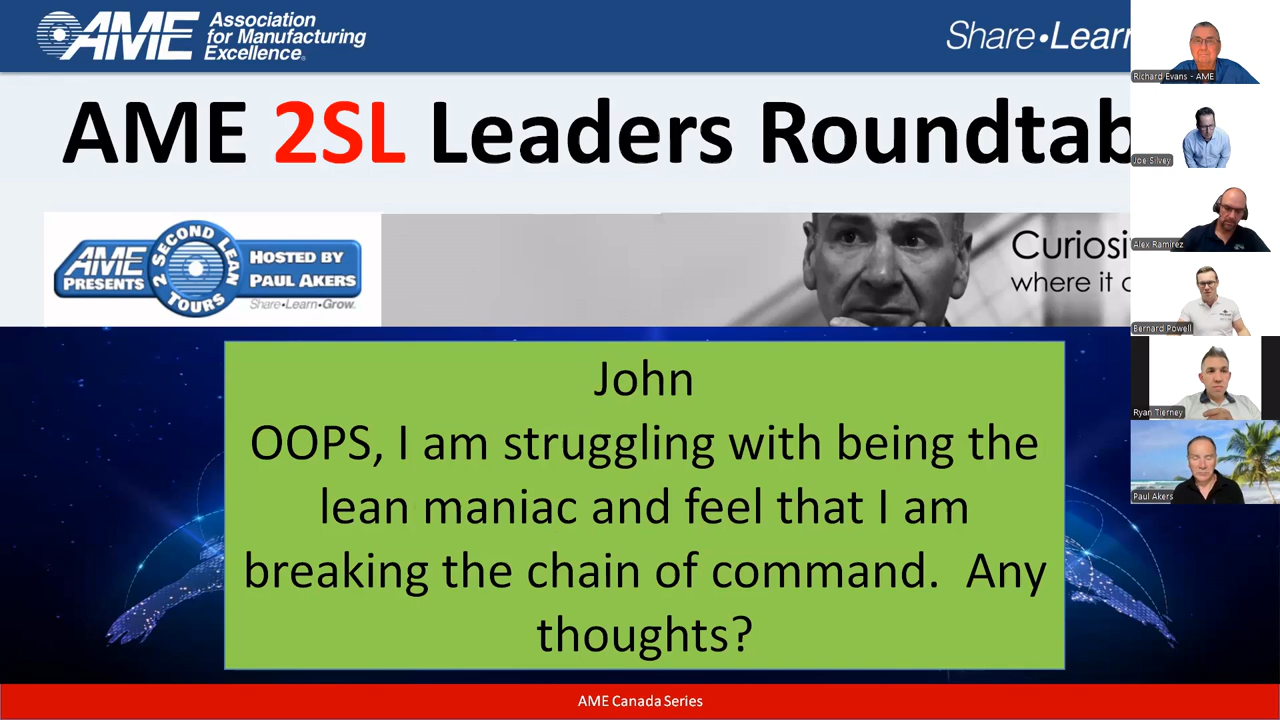 AME Association
for Manufacturing
Excellence®
Share•Lear
AME 2SL Leaders Roundtab
AME
PRESENTS
2 SECOND LEAN
TOURS
HOSTED BY
PAUL AKERS
Share•Learn•Grow.
Curiosi
where it c
John
OOPS, I am struggling with being the
lean maniac and feel that I am
breaking the chain of command.  Any
thoughts?
AME Canada Series
Richard Evans - AME
Joe Silvey
Alex Ramirez
Bernard Powell
Ryan Tierney
Paul Akers